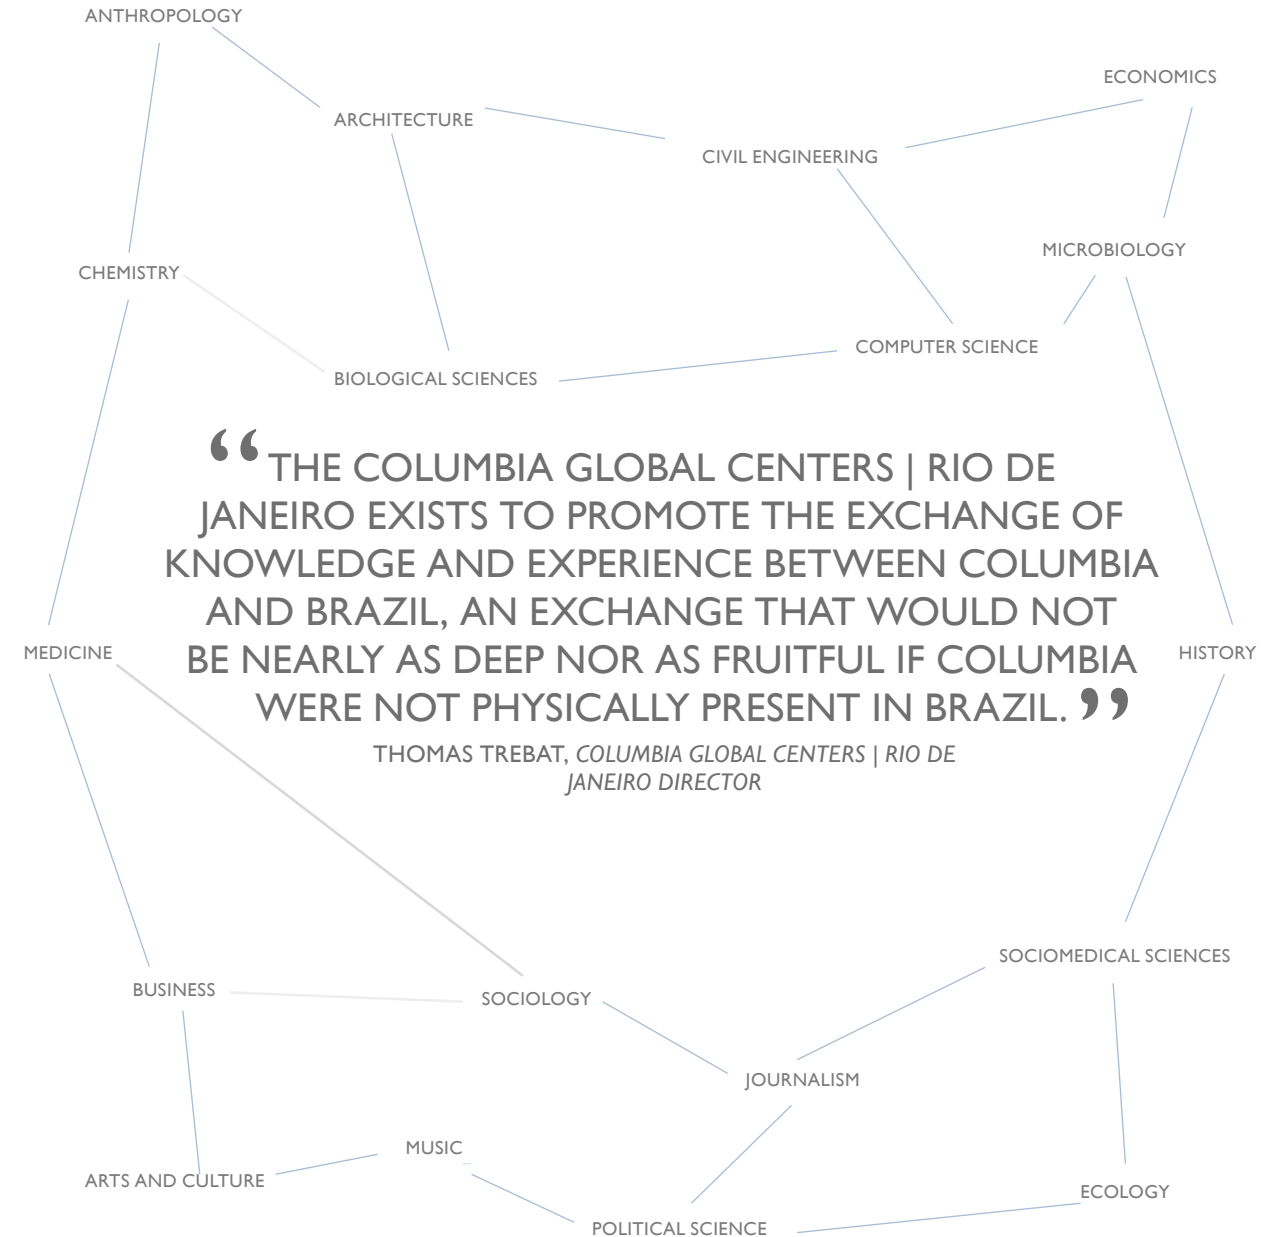 ANTHROPOLOGY
ECONOMICS
ARCHITECTURE
CIVIL ENGINEERING
MICROBIOLOGY
CHEMISTRY
COMPUTER SCIENCE
BIOLOGICAL SCIENCES
“ THE COLUMBIA GLOBAL CENTERS | RIO DE
JANEIRO EXISTS TO PROMOTE THE EXCHANGE OF
KNOWLEDGE AND EXPERIENCE BETWEEN COLUMBIA
AND BRAZIL, AN EXCHANGE THAT WOULD NOT
BE NEARLY AS DEEP NOR AS FRUITFUL IF COLUMBIA
WERE NOT PHYSICALLY PRESENT IN BRAZIL. ”
MEDICINE
HISTORY
THOMAS TREBAT, COLUMBIA GLOBAL CENTERS | RIO DE
JANEIRO DIRECTOR
SOCIOMEDICAL SCIENCES
BUSINESS
SOCIOLOGY
JOURNALISM
MUSIC
ARTS AND CULTURE
ECOLOGY
POLITICAL SCIENCE